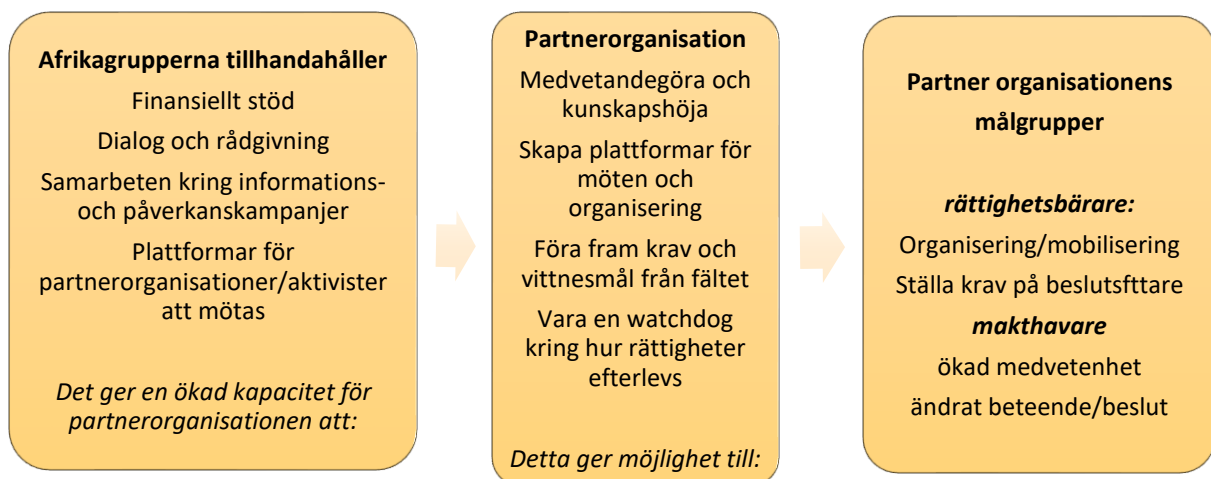 Afrikagrupperna tillhandahåller
Finansiellt stöd
Dialog och rådgivning
Samarbeten kring informations-
och påverkanskampanjer
Plattformar för
partnerorganisationer/aktivister
att mötas
Det ger en ökad kapacitet för
partnerorganisationen att:
Partnerorganisation
Medvetandegöra och
kunskapshöja
Skapa plattformar för
möten och
organisering
Föra fram krav och
vittnesmål från fältet
Vara en watchdog
kring hur rättigheter
efterlevs
Detta ger möjlighet till:
Partner organisationens
målgrupper
rättighetsbärare:
Organisering/mobilisering
Ställa krav på beslutsfttare
makthavare
ökad medvetenhet
ändrat beteende/beslut